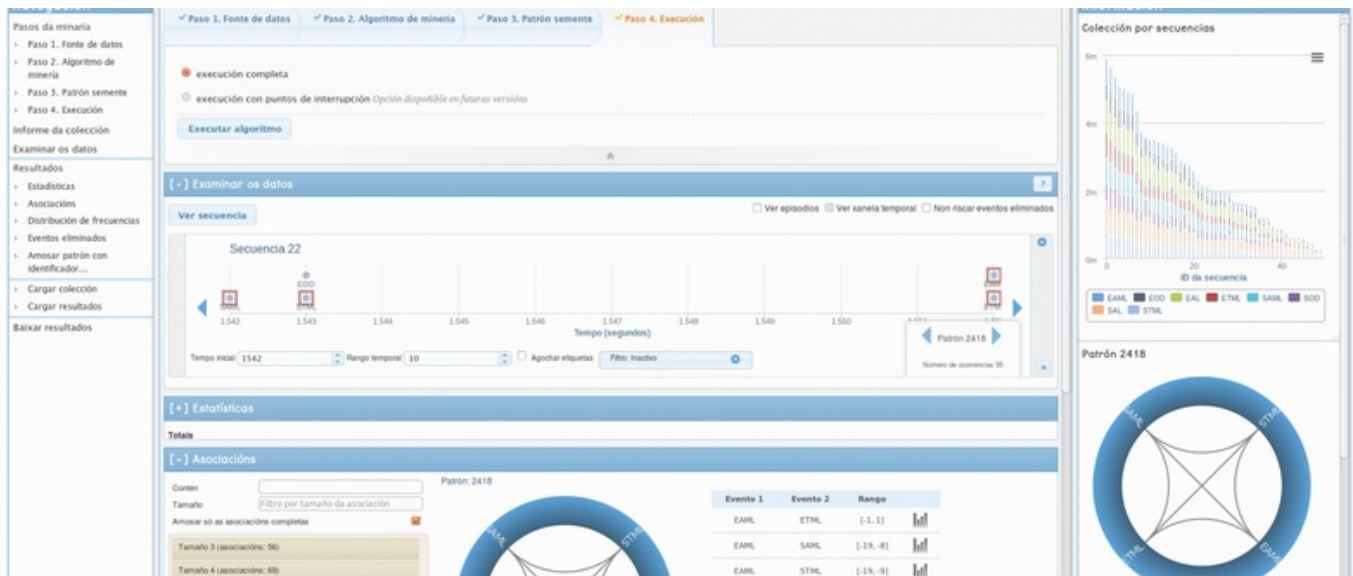 Pasos da minaría
Paso 1. Fonte de datos
Paso 2. Algoritmo de
minería
Paso 3. Patrón semente
Paso 4. Execución
Informe da colección
Examinar os datos
Resultados
Estadísticas
Asociacións
Distribución de frecuencias
Eventos eliminados
Amosar patrón con
identificador...
Cargar colección
Cargar resultados
Baixar resultados
Paso 1. Fonte de datos
Paso 2. Algoritmo de minería
Paso 3. Patrón semente
Paso 4. Execución
execución completa
execución con puntos de interrupción Opción dispoñible en futuras versións
Executar algoritmo
[-] Examinar os datos
?
Ver secuencia
Ver episodios
Ver xanela temporal
Non riscar eventos eliminados
Secuencia 22
EOD
1.542 1.543 1.544 1.545 1.546 1.547 1.548 1.549 1.550
Tempo (segundos)
Patrón 2418
Número de ocorrencias 35
Tempo inicial 1542
Rango temporal 10
Agochar etiquetas
Filtro: Inactivo
[+] Estatísticas
Totais
[-] Asociacións
Contén
Tamaño Filtro por tamaño da asociación
Amosar só as asociacións completas
Tamaño 3 (asociacións: 56)
Tamaño 4 (asociacións: 69)
Patrón: 2418
SAML
STML
Evento 1 Evento 2 Rango
EAML ETML [-1, 1]
EAML SAML [-19, -8]
EAML STML [-19, -9]
Colección por secuencias
6m
4m
2m
0m
0 20 40
ID da secuencia
EAML EOD EAL ETML SAML SOD
SAL STML
Patrón 2418
SAML
STML
ETML
EAML